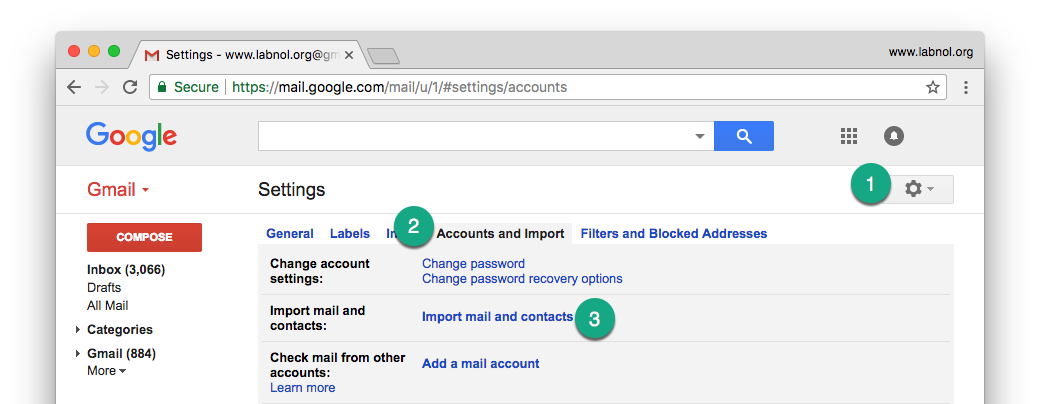 Settings - www.labnol.org@gm
www.labnol.org
Secure https://mail.google.com/mail/u/1/#settings/accounts
Google
Gmail
Settings
1
COMPOSE
2
General Labels In Accounts and Import Filters and Blocked Addresses
Inbox (3,066)
Drafts
All Mail
Categories
Gmail (884)
More
Change account
settings:
Change password
Change password recovery options
Import mail and
contacts:
Import mail and contacts
3
Check mail from other
accounts:
Learn more
Add a mail account